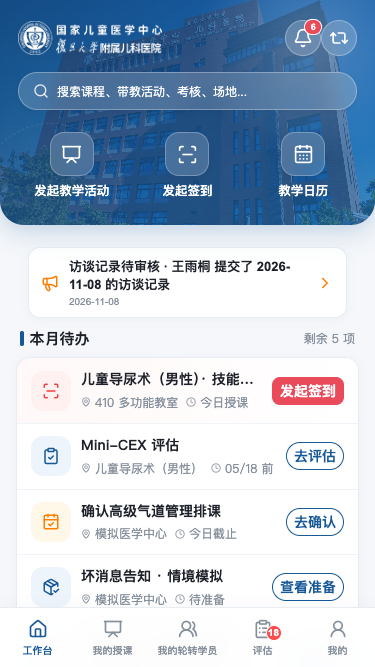 国家儿童医学中心
复旦大学附属儿科医院
6
搜索课程、带教活动、考核、场地...
发起教学活动
发起签到
教学日历
访谈记录待审核 · 王雨桐 提交了 2026-
11-08 的访谈记录
2026-11-08
本月待办
剩余 5 项
儿童导尿术（男性）· 技能...
410 多功能教室
今日授课
发起签到
Mini-CEX 评估
儿童导尿术（男性）
05/18 前
去评估
确认高级气道管理排课
模拟医学中心
今日截止
去确认
坏消息告知 · 情境模拟
模拟医学中心
待准备
查看准备
工作台
我的授课
我的轮转学员
18
评估
我的